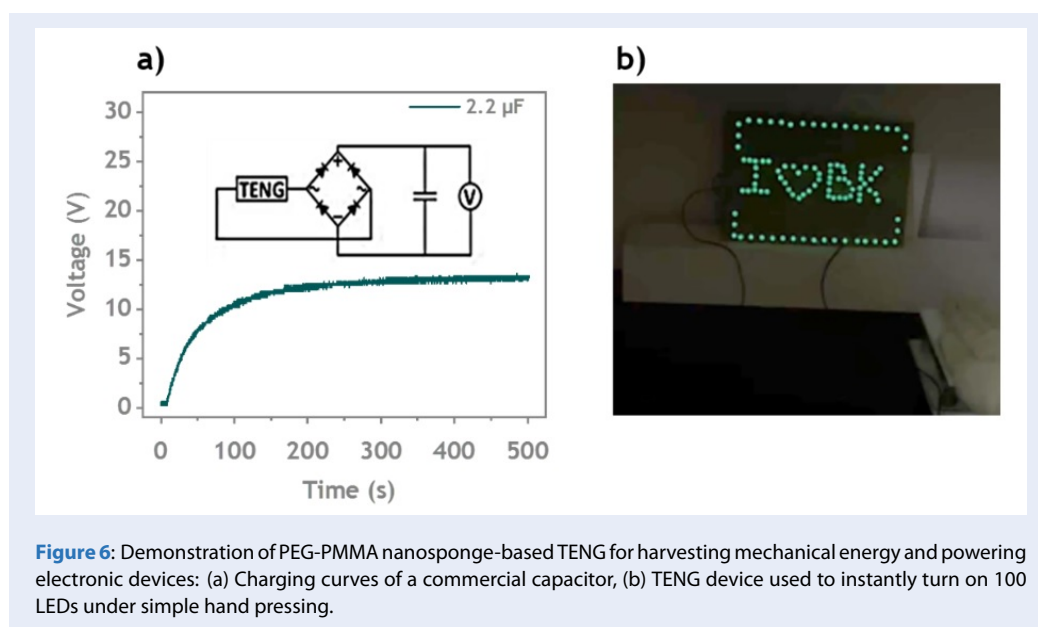 a)
b)
2.2 µF
30
25
20
15
10
5
0
Voltage (V)
TENG
+
~
~
−
V
I ♡ BK
0 100 200 300 400 500
Time (s)
Figure 6: Demonstration of PEG-PMMA nanosponge-based TENG for harvesting mechanical energy and powering
electronic devices: (a) Charging curves of a commercial capacitor, (b) TENG device used to instantly turn on 100
LEDs under simple hand pressing.